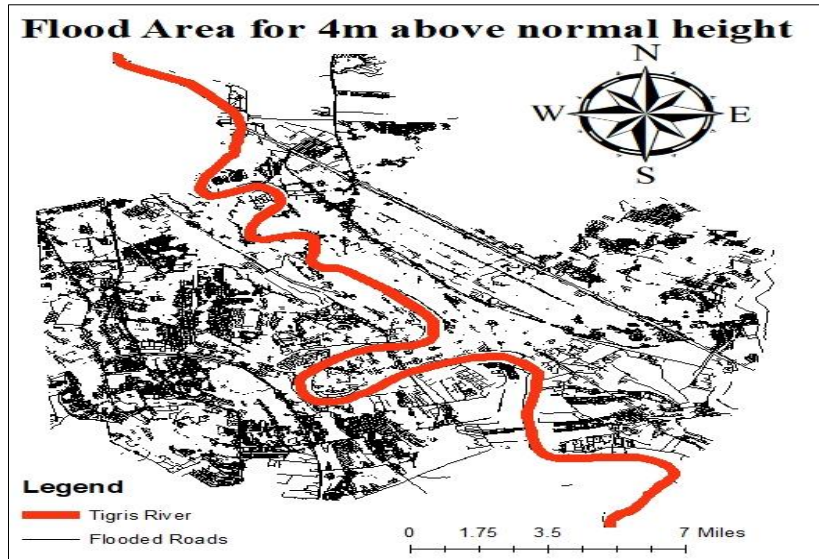 Flood Area for 4m above normal height
N
W E
S
Legend
Tigris River
Flooded Roads
0 1.75 3.5 7 Miles